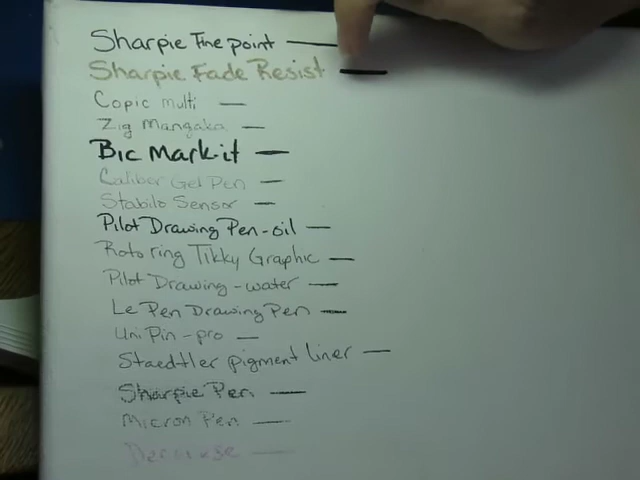 Sharpie Fine point
Sharpie Fade Resist
Copic multi
Zig Mangaka
Bic Mark-it
Caliber Gel Pen
Stabilo Sensor
Pilot Drawing Pen-oil
Rotoring Tikky Graphic
Pilot Drawing-water
Le Pen Drawing Pen
Uni Pin-pro
Staedtler pigment liner
Sharpie Pen
Micron Pen